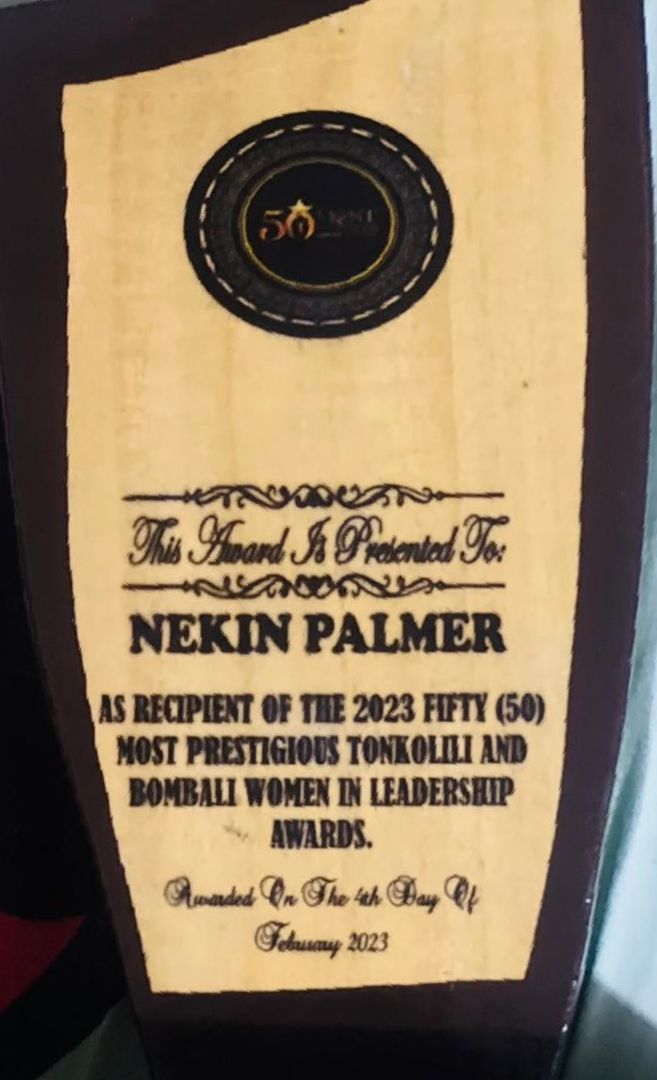 50
This Award Is Presented To:
NEKIN PALMER
AS RECIPIENT OF THE 2023 FIFTY (50)
MOST PRESTIGIOUS TONKOLILI AND
BOMBALI WOMEN IN LEADERSHIP
AWARDS.
Awarded On The 4th Day Of
February 2023